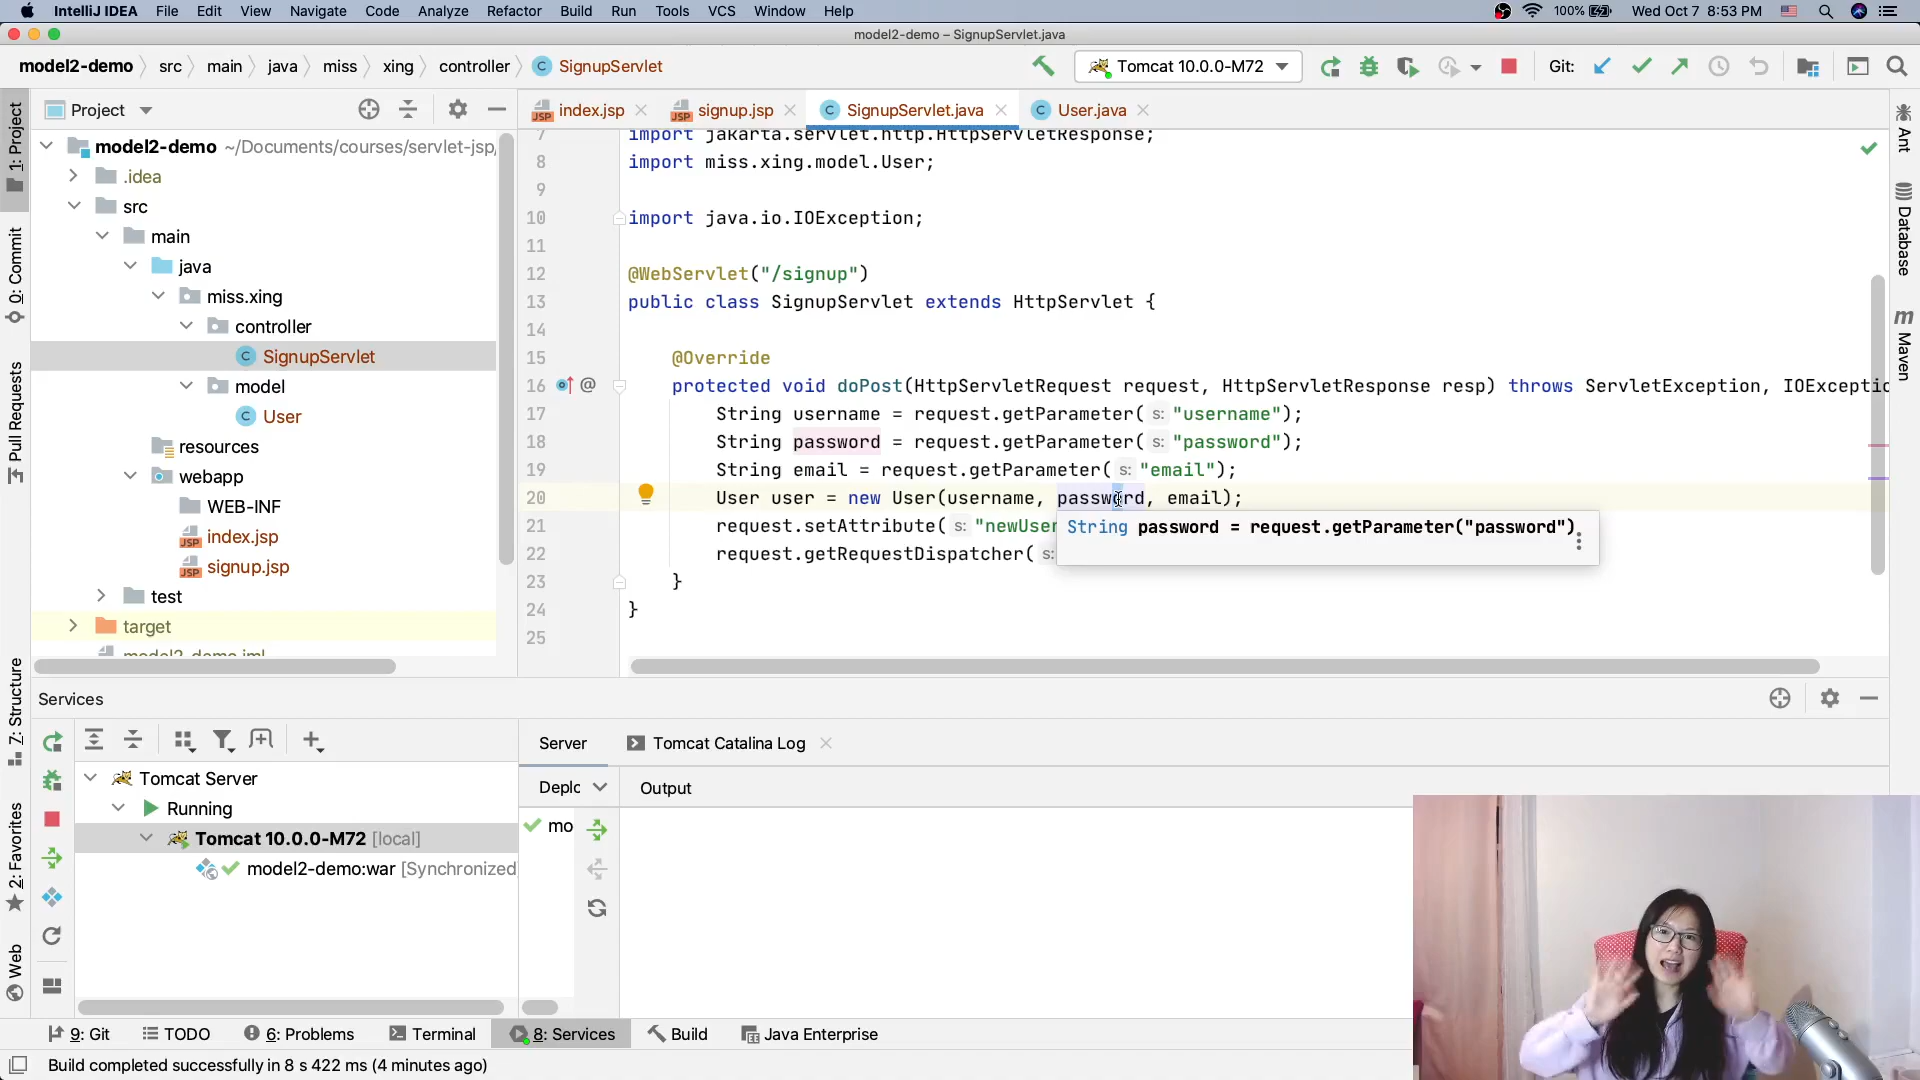 IntelliJ IDEA File Edit View Navigate Code Analyze Refactor Build Run Tools VCS Window Help 100% Wed Oct 7 8:53 PM
model2-demo – SignupServlet.java
model2-demo src main java miss xing controller SignupServlet Tomcat 10.0.0-M72 Git:
Project
index.jsp signup.jsp SignupServlet.java User.java
model2-demo ~/Documents/courses/servlet-jsp/
.idea
src
main
java
miss.xing
controller
SignupServlet
model
User
resources
webapp
WEB-INF
index.jsp
signup.jsp
test
target
model2-demo.iml
7 import jakarta.servlet.http.HttpServletResponse;
8 import miss.xing.model.User;
9
10 import java.io.IOException;
11
12 @WebServlet("/signup")
13 public class SignupServlet extends HttpServlet {
14
15 @Override
16 @ protected void doPost(HttpServletRequest request, HttpServletResponse resp) throws ServletException, IOExceptio
17 String username = request.getParameter( s: "username");
18 String password = request.getParameter( s: "password");
19 String email = request.getParameter( s: "email");
20 User user = new User(username, password, email);
21 request.setAttribute( s: "newUser
22 request.getRequestDispatcher( s:
23 }
24 }
25
String password = request.getParameter("password")
1: Project
0: Commit
Pull Requests
7: Structure
2: Favorites
Web
Ant
Database
m Maven
Services
Server Tomcat Catalina Log
Deplc Output
mo
Tomcat Server
Running
Tomcat 10.0.0-M72 [local]
model2-demo:war [Synchronized
9: Git TODO 6: Problems Terminal 8: Services Build Java Enterprise
Build completed successfully in 8 s 422 ms (4 minutes ago)